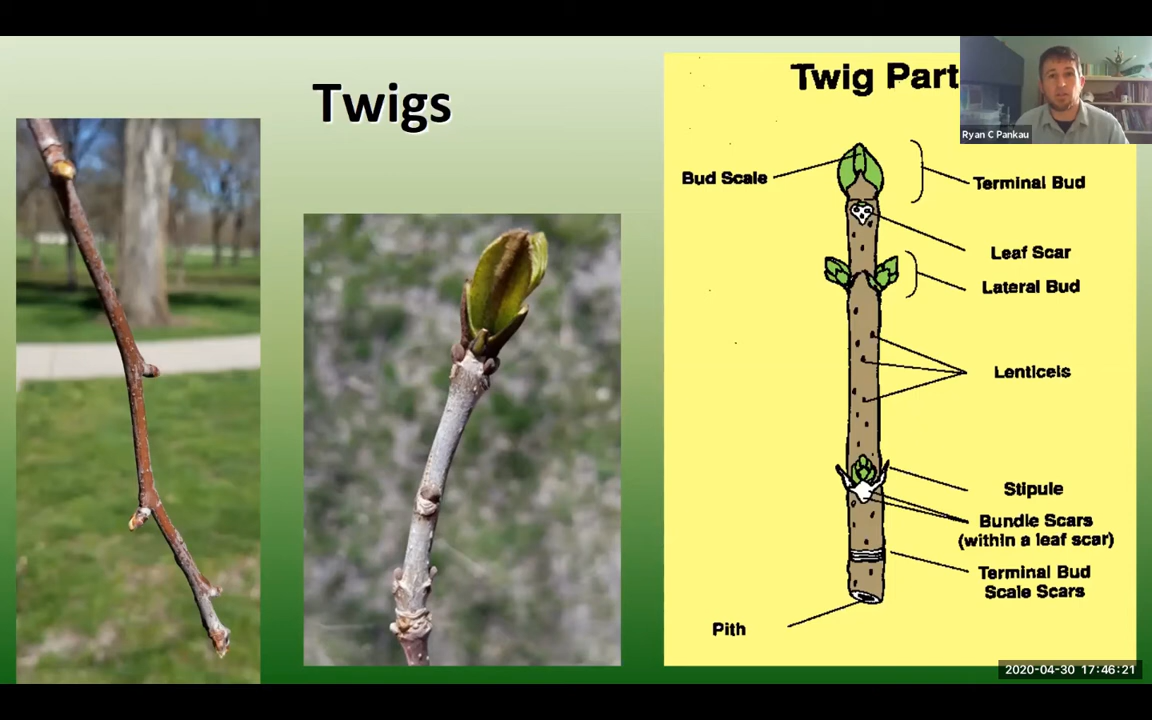 Twigs
Twig Part
Ryan C Pankau
Bud Scale
Terminal Bud
Leaf Scar
Lateral Bud
Lenticels
Stipule
Bundle Scars
(within a leaf scar)
Terminal Bud
Scale Scars
Pith
2020-04-30 17:46:21